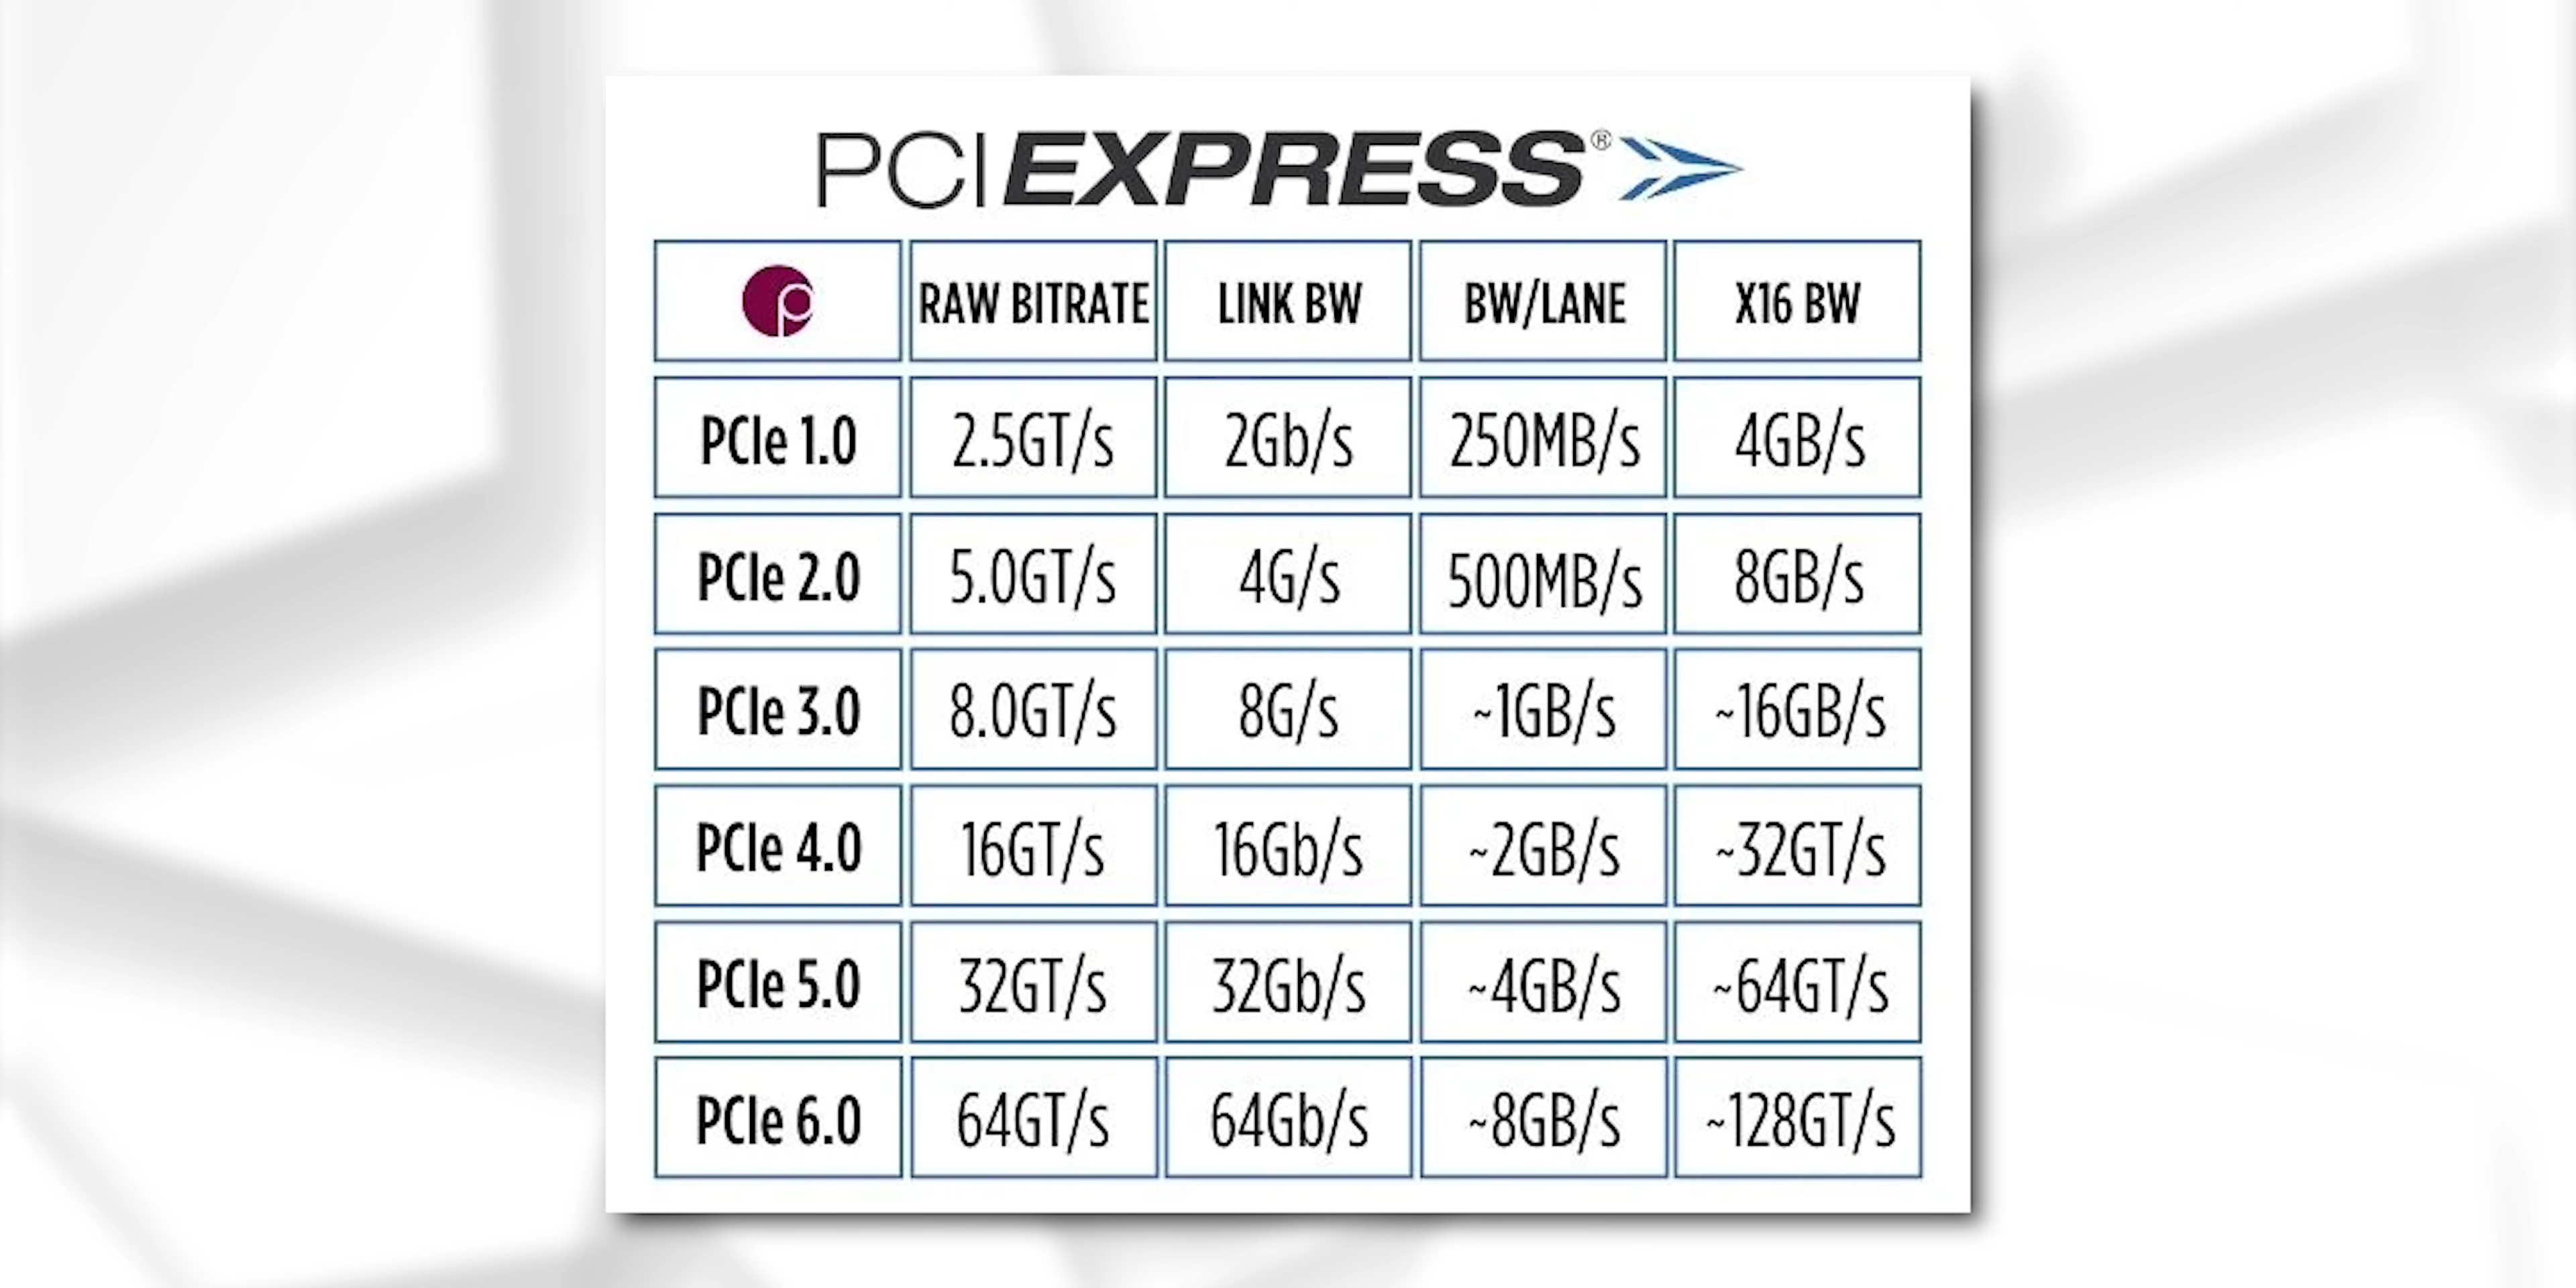 PCI EXPRESS®
RAW BITRATE LINK BW BW/LANE X16 BW
PCIe 1.0 2.5GT/s 2Gb/s 250MB/s 4GB/s
PCIe 2.0 5.0GT/s 4G/s 500MB/s 8GB/s
PCIe 3.0 8.0GT/s 8G/s ~1GB/s ~16GB/s
PCIe 4.0 16GT/s 16Gb/s ~2GB/s ~32GT/s
PCIe 5.0 32GT/s 32Gb/s ~4GB/s ~64GT/s
PCIe 6.0 64GT/s 64Gb/s ~8GB/s ~128GT/s